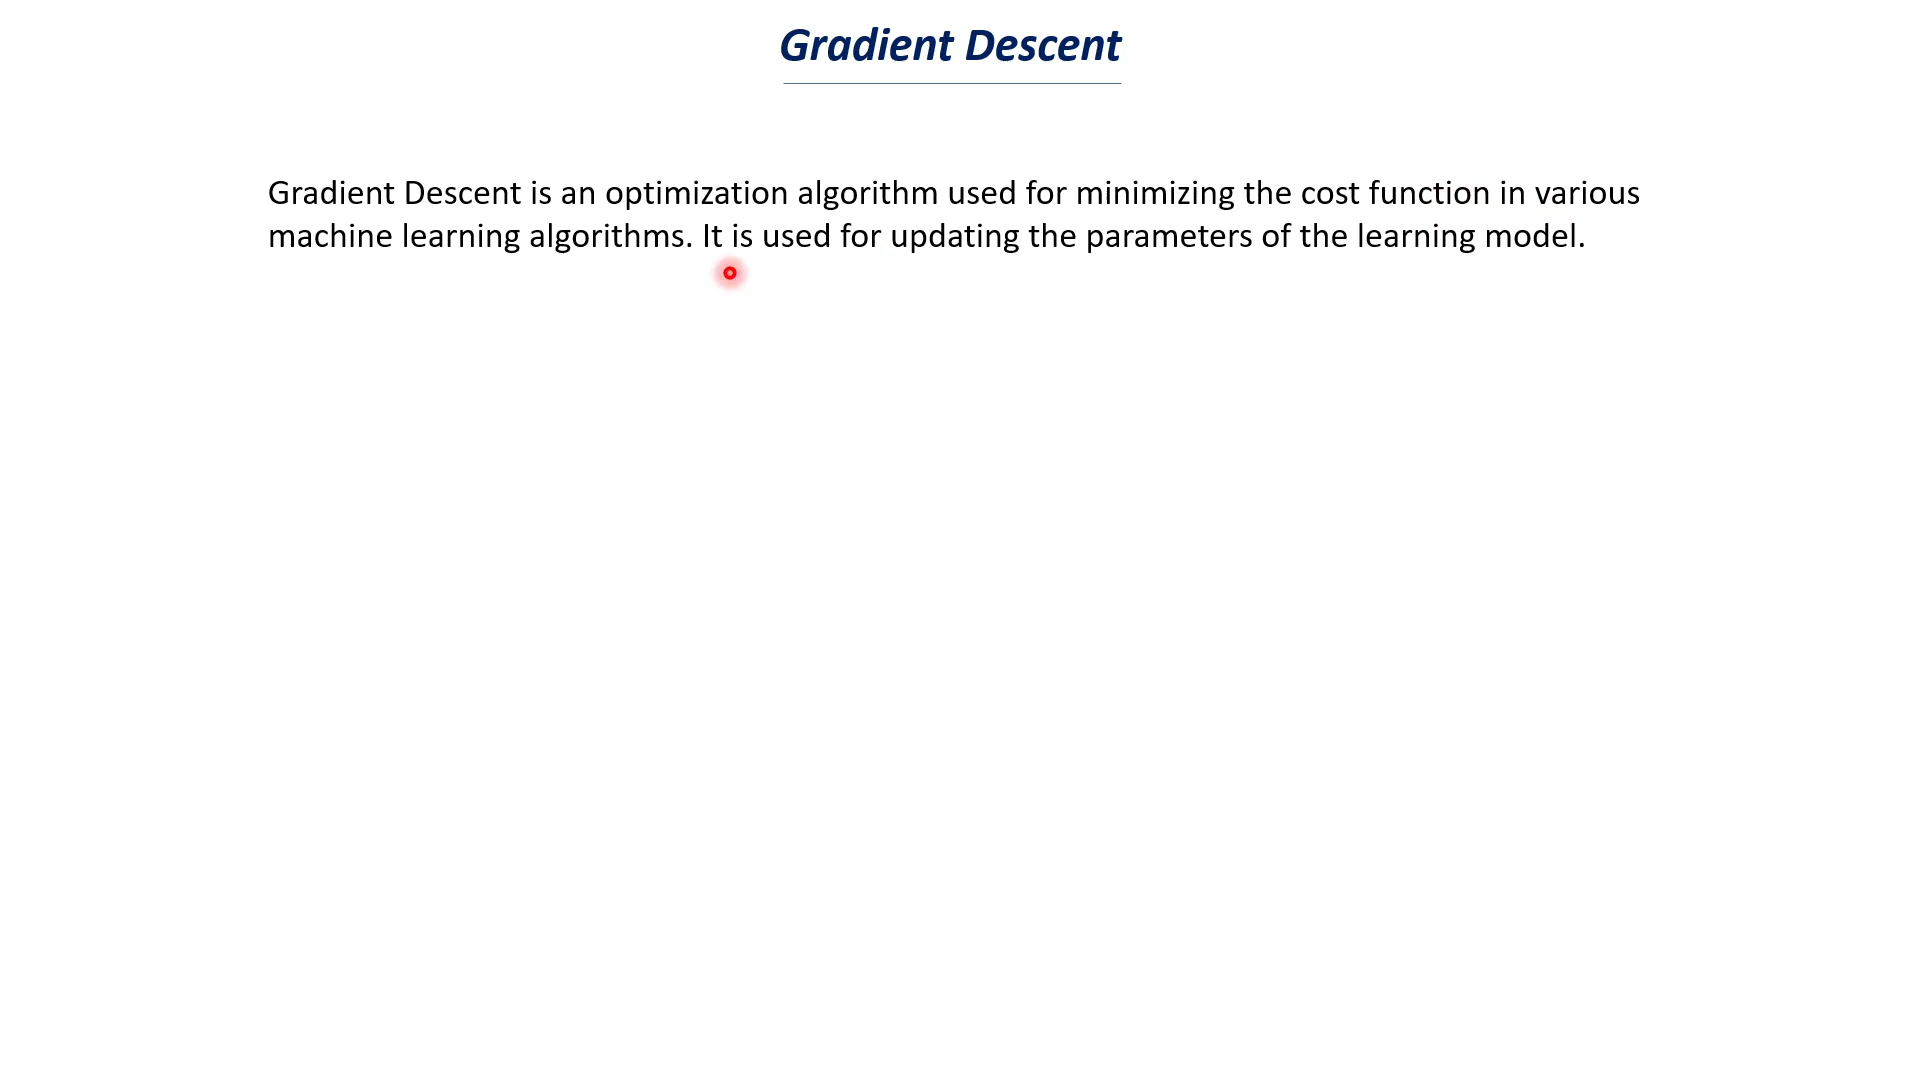 Gradient Descent
Gradient Descent is an optimization algorithm used for minimizing the cost function in various
machine learning algorithms. It is used for updating the parameters of the learning model.